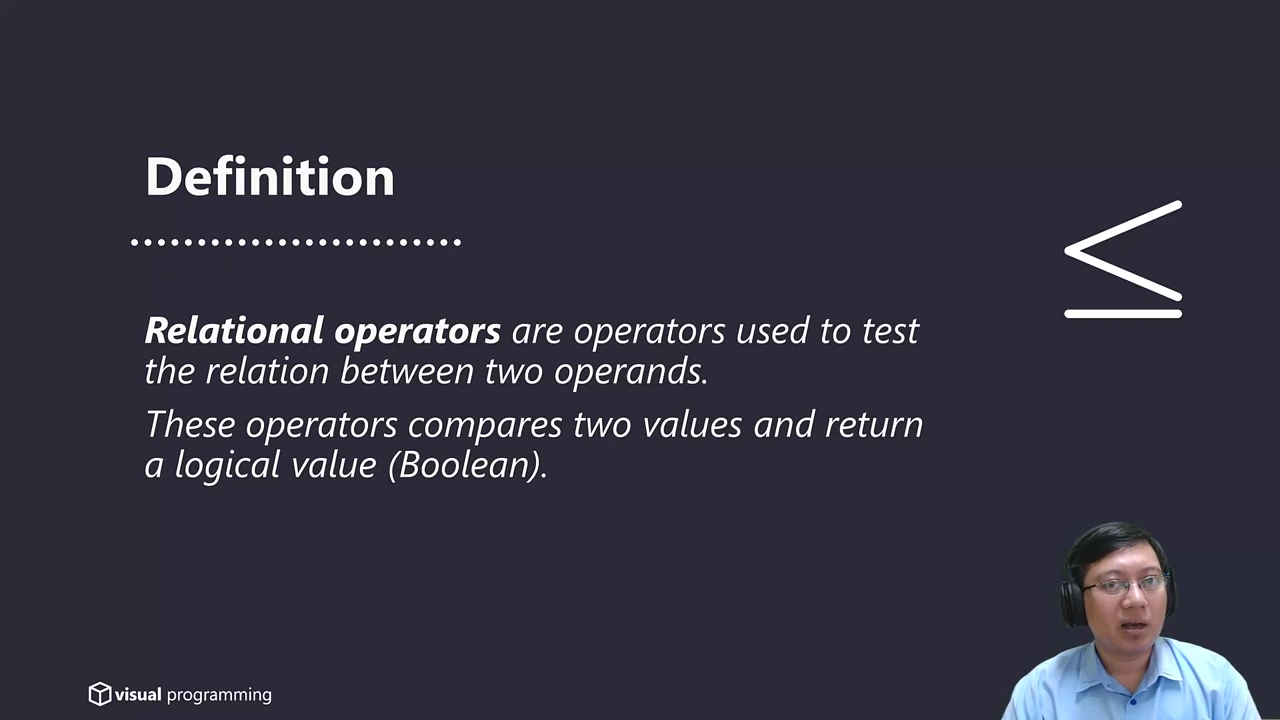 Definition
Relational operators are operators used to test
the relation between two operands.
These operators compares two values and return
a logical value (Boolean).
≤
visual programming